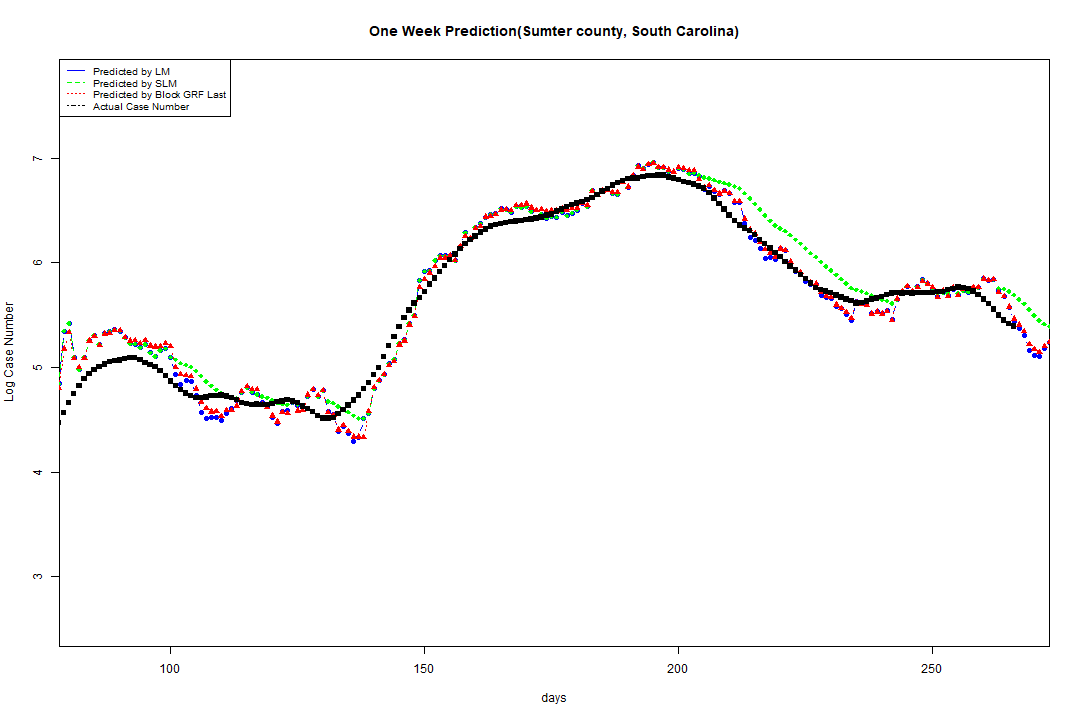 One Week Prediction(Sumter county, South Carolina)
Predicted by LM
Predicted by SLM
Predicted by Block GRF Last
Actual Case Number
7
6
5
4
3
Log Case Number
100
150
200
250
days